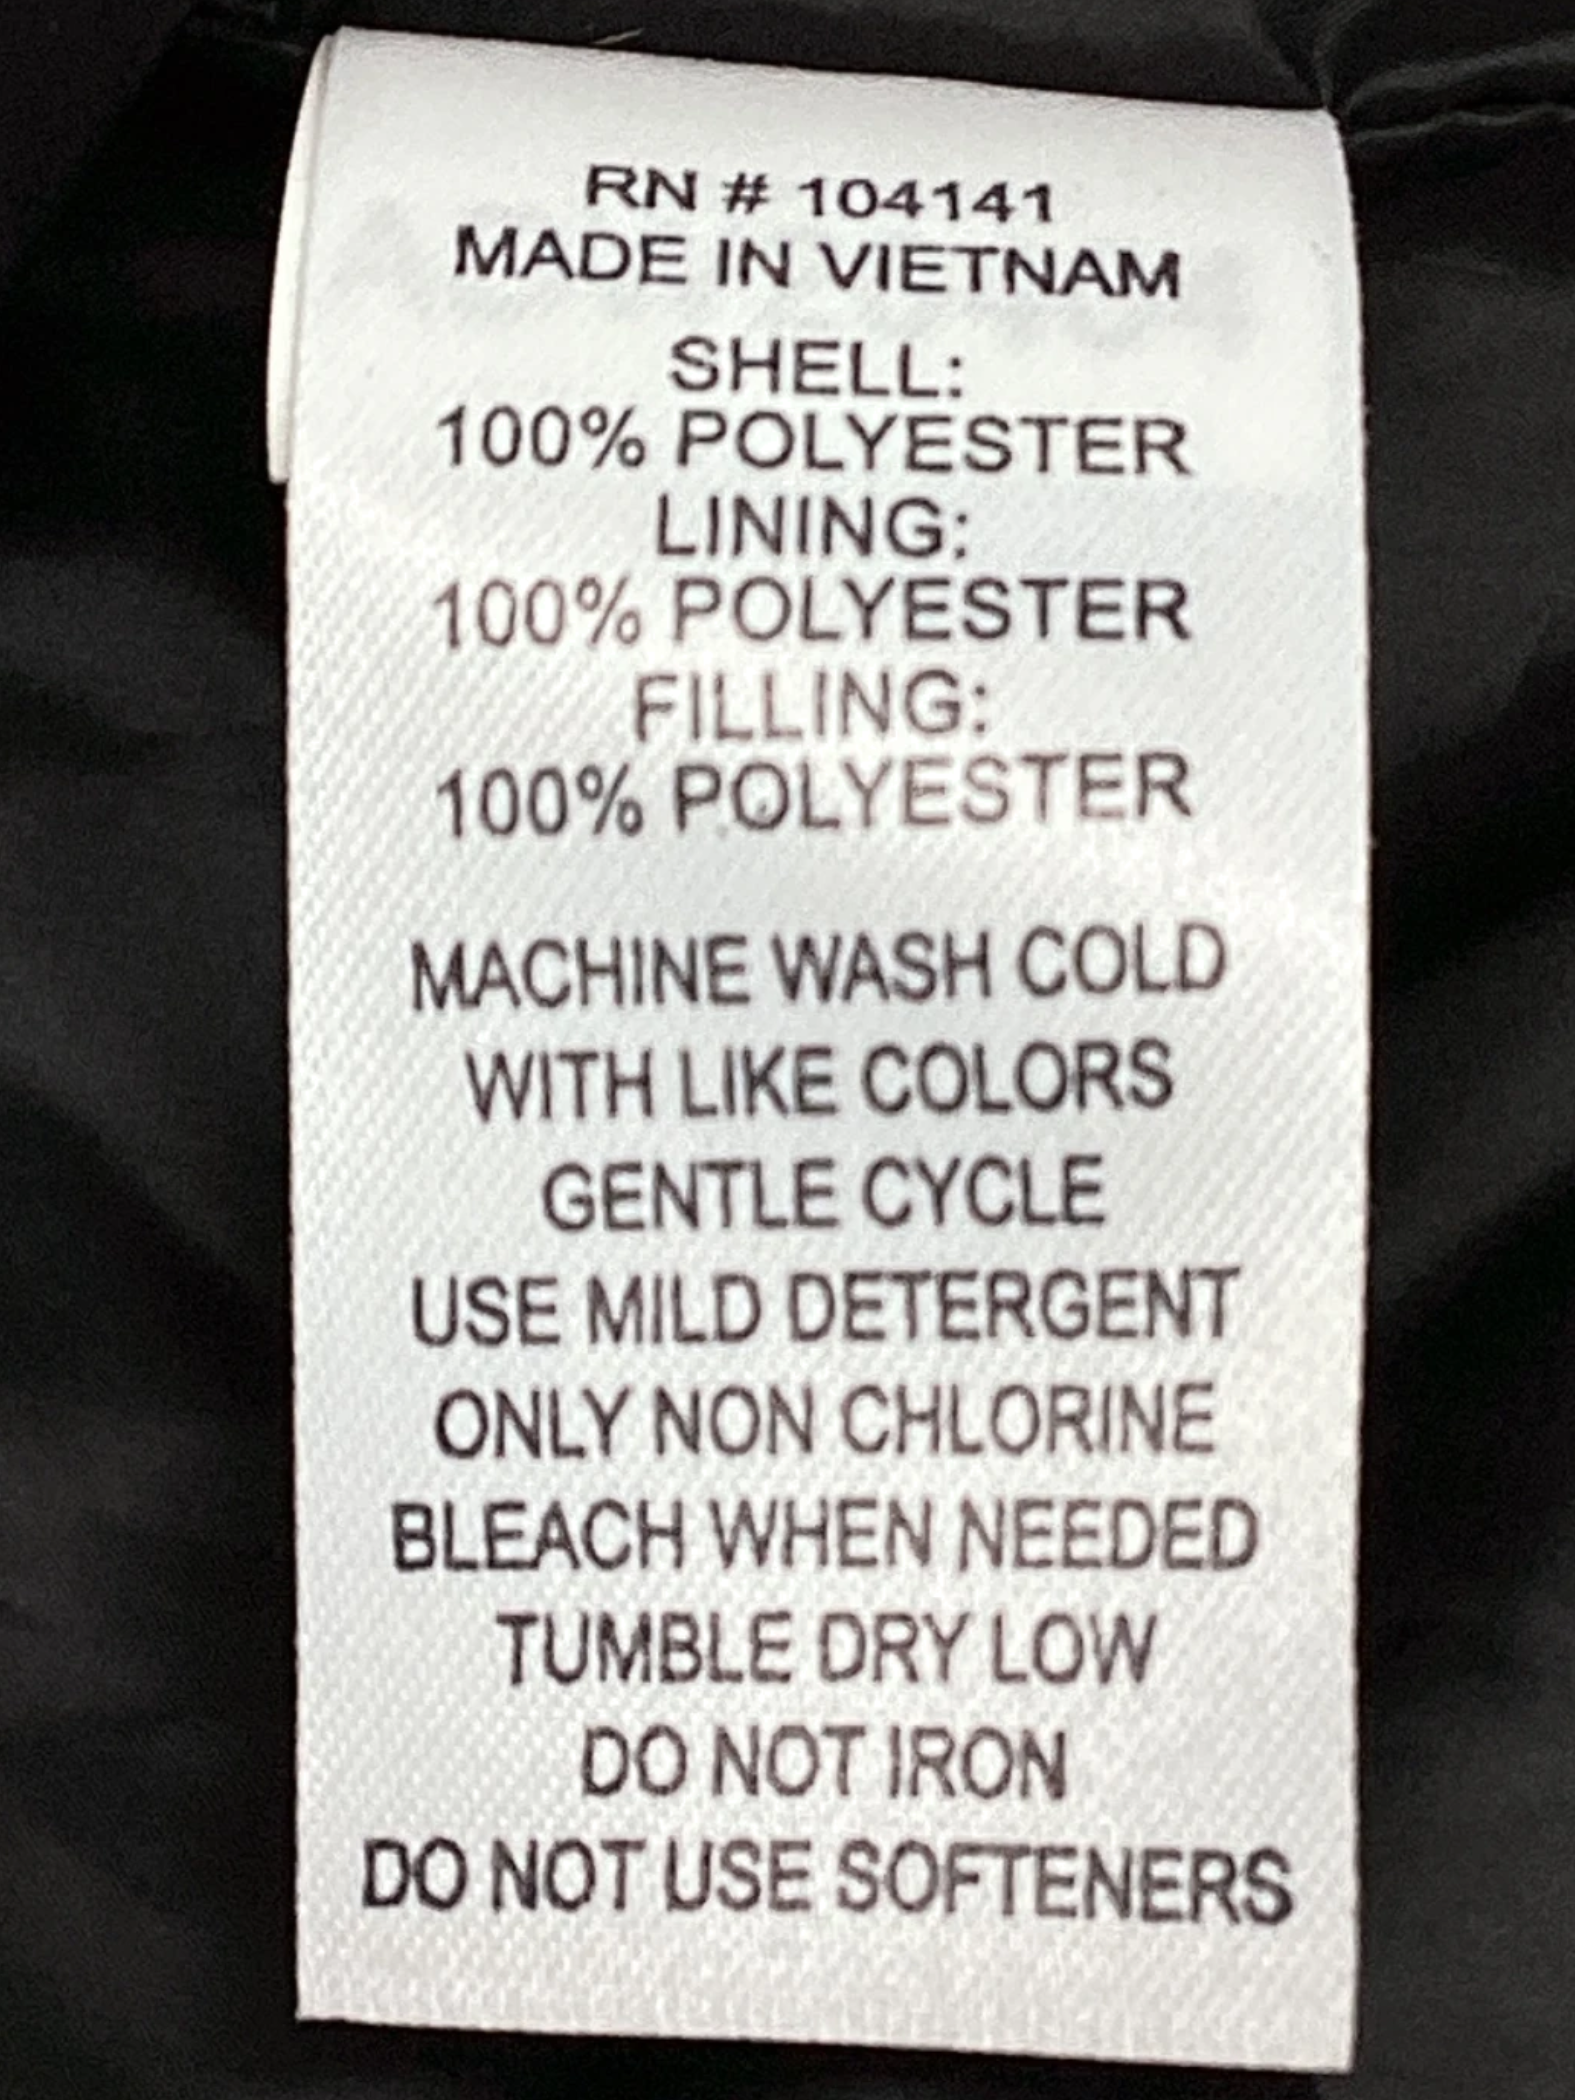 RN # 104141
MADE IN VIETNAM
SHELL:
100% POLYESTER
LINING:
100% POLYESTER
FILLING:
100% POLYESTER
MACHINE WASH COLD
WITH LIKE COLORS
GENTLE CYCLE
USE MILD DETERGENT
ONLY NON CHLORINE
BLEACH WHEN NEEDED
TUMBLE DRY LOW
DO NOT IRON
DO NOT USE SOFTENERS